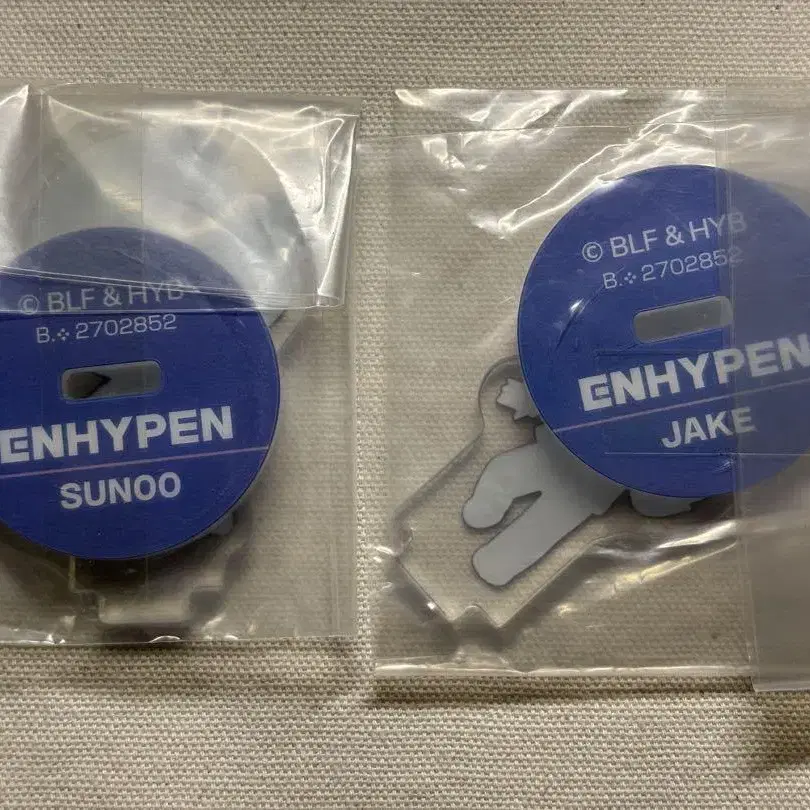 © BLF & HYB
B.⁘ 2702852
ENHYPEN
SUNOO
© BLF & HYB
B.⁘ 2702852
ENHYPEN
JAKE